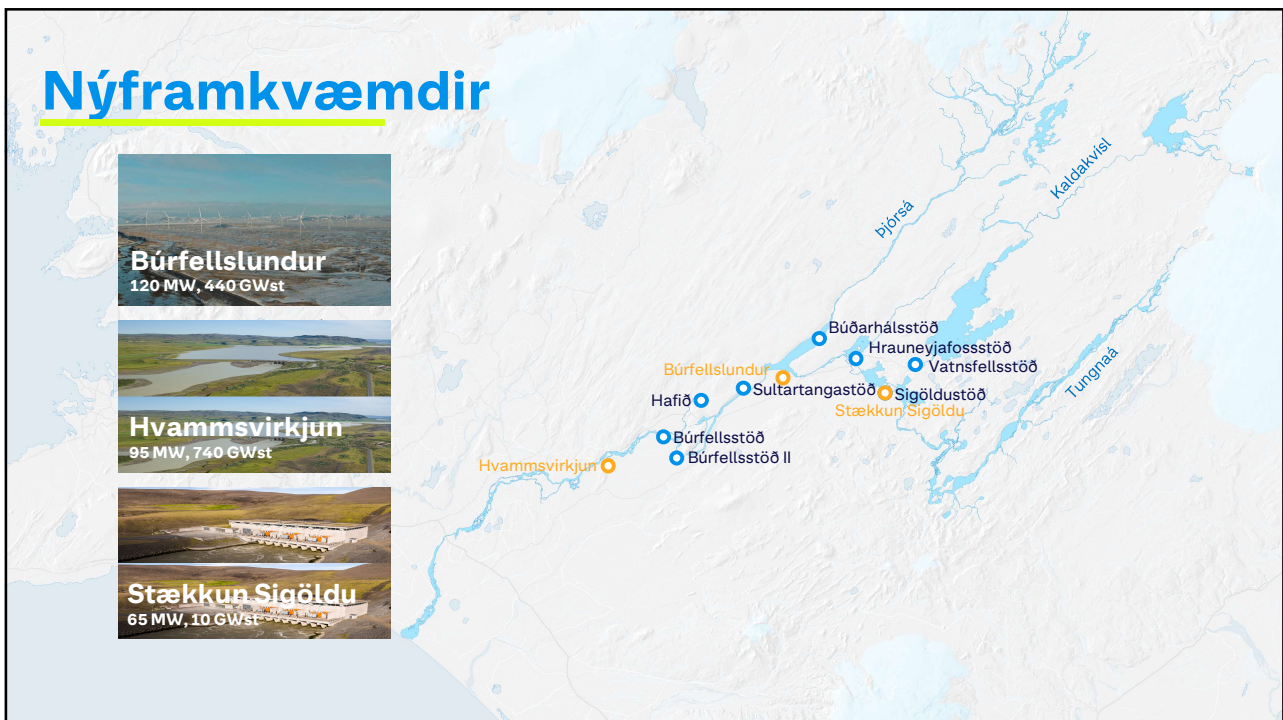 Nýframkvæmdir
Búrfellslundur
120 MW, 440 GWst
Hvammsvirkjun
95 MW, 740 GWst
Stækkun Sigöldu
65 MW, 10 GWst
Þjórsá
Kaldakvísl
Tungnaá
Búðarhálsstöð
Hrauneyjafossstöð
Vatnsfellsstöð
Búrfellslundur
Sultartangastöð
Sigöldustöð
Stækkun Sigöldu
Hafið
Búrfellsstöð
Búrfellsstöð II
Hvammsvirkjun